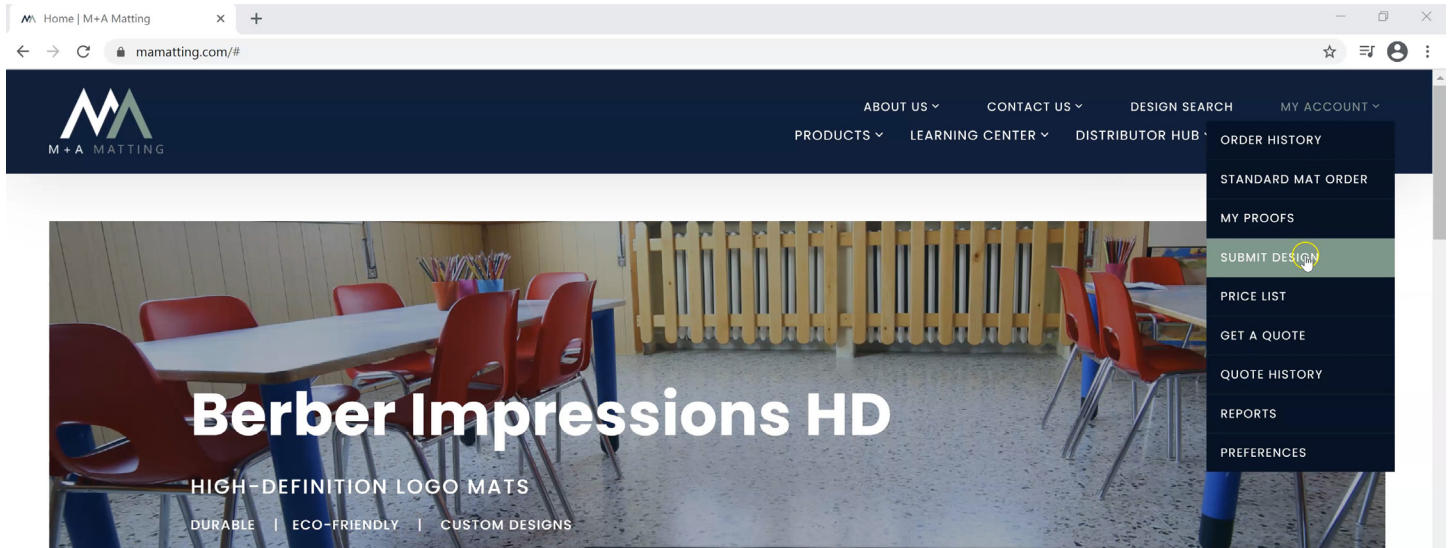 Home | M+A Matting
mamatting.com/#
M + A MATTING
ABOUT US
CONTACT US
DESIGN SEARCH
MY ACCOUNT
PRODUCTS
LEARNING CENTER
DISTRIBUTOR HUB
ORDER HISTORY
STANDARD MAT ORDER
MY PROOFS
SUBMIT DESIGN
PRICE LIST
GET A QUOTE
QUOTE HISTORY
REPORTS
PREFERENCES
Berber Impressions HD
HIGH-DEFINITION LOGO MATS
DURABLE | ECO-FRIENDLY | CUSTOM DESIGNS